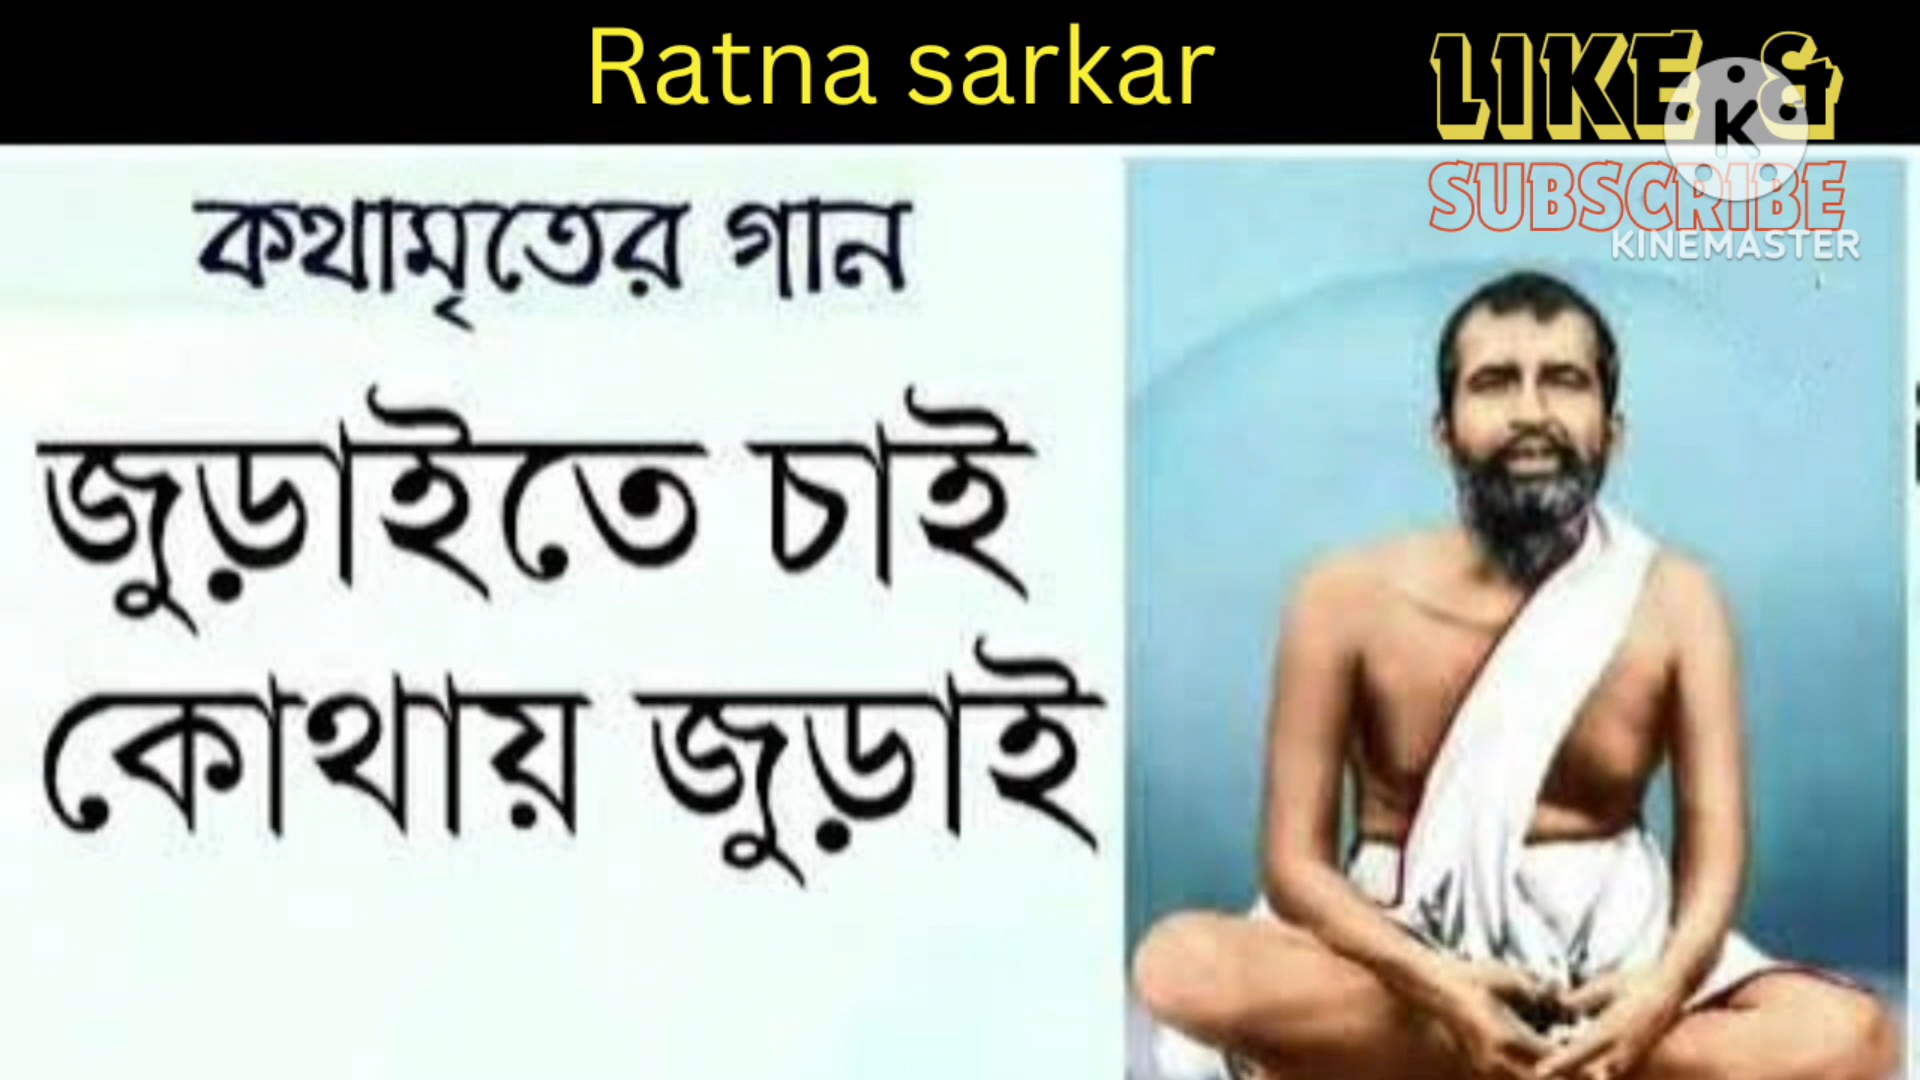 Ratna sarkar
LIKE &
SUBSCRIBE
K
KINEMASTER
কথামৃতের গান
জুড়াইতে চাই
কোথায় জুড়াই